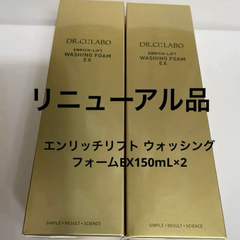 DR.CI:LABO
ENRICH-LIFT
WASHING FOAM
EX
DR.CI:LABO
ENRICH-LIFT
WASHING FOAM
EX
リニューアル品
エンリッチリフト ウォッシング
フォームEX150mL×2
SIMPLE・RESULT・SCIENCE
SIMPLE・RESULT・SCIENCE